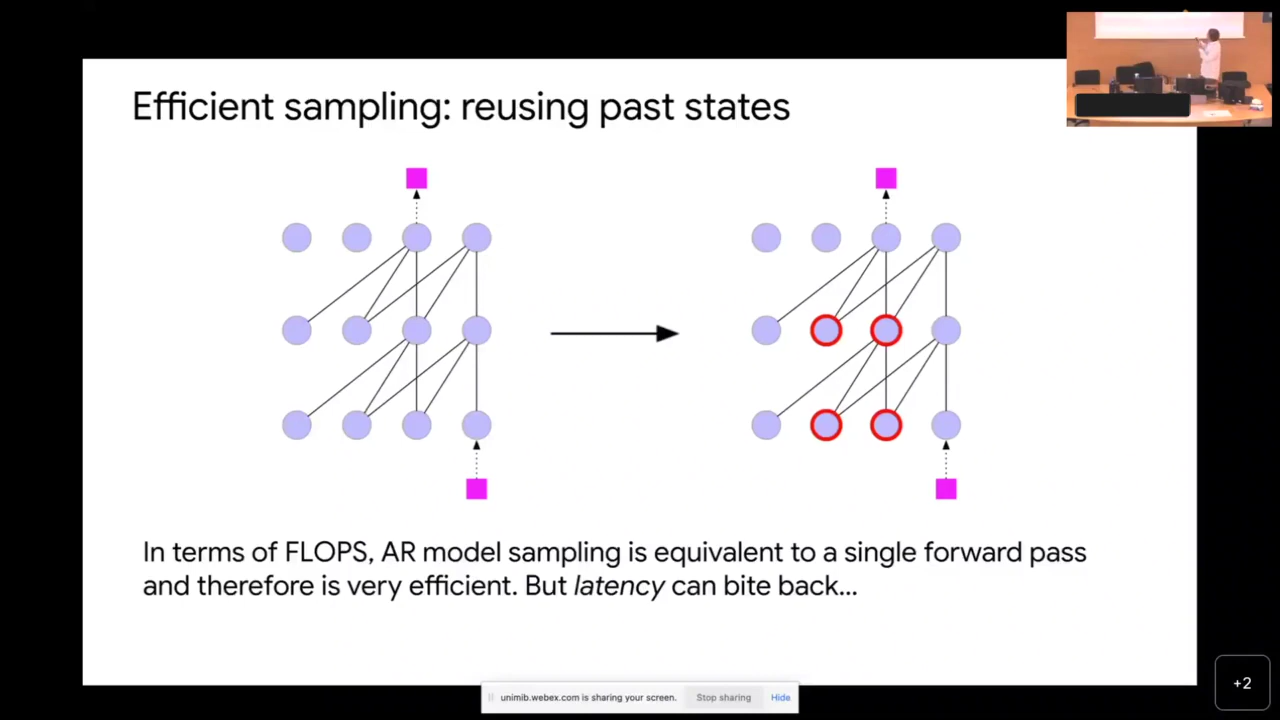 Efficient sampling: reusing past states
In terms of FLOPS, AR model sampling is equivalent to a single forward pass
and therefore is very efficient. But latency can bite back...
unimib.webex.com is sharing your screen. Stop sharing Hide
+2